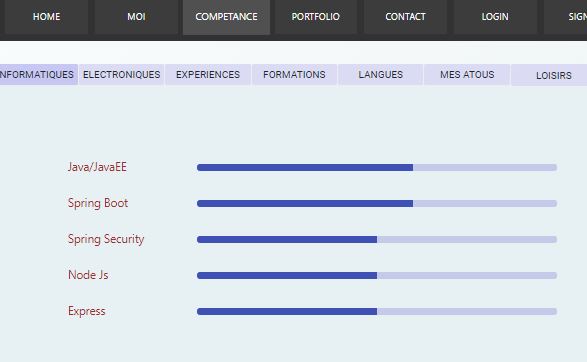 HOME MOI COMPETANCE PORTFOLIO CONTACT LOGIN SIGN
NFORMATIQUES ELECTRONIQUES EXPERIENCES FORMATIONS LANGUES MES ATOUS LOISIRS
Java/JavaEE
Spring Boot
Spring Security
Node Js
Express